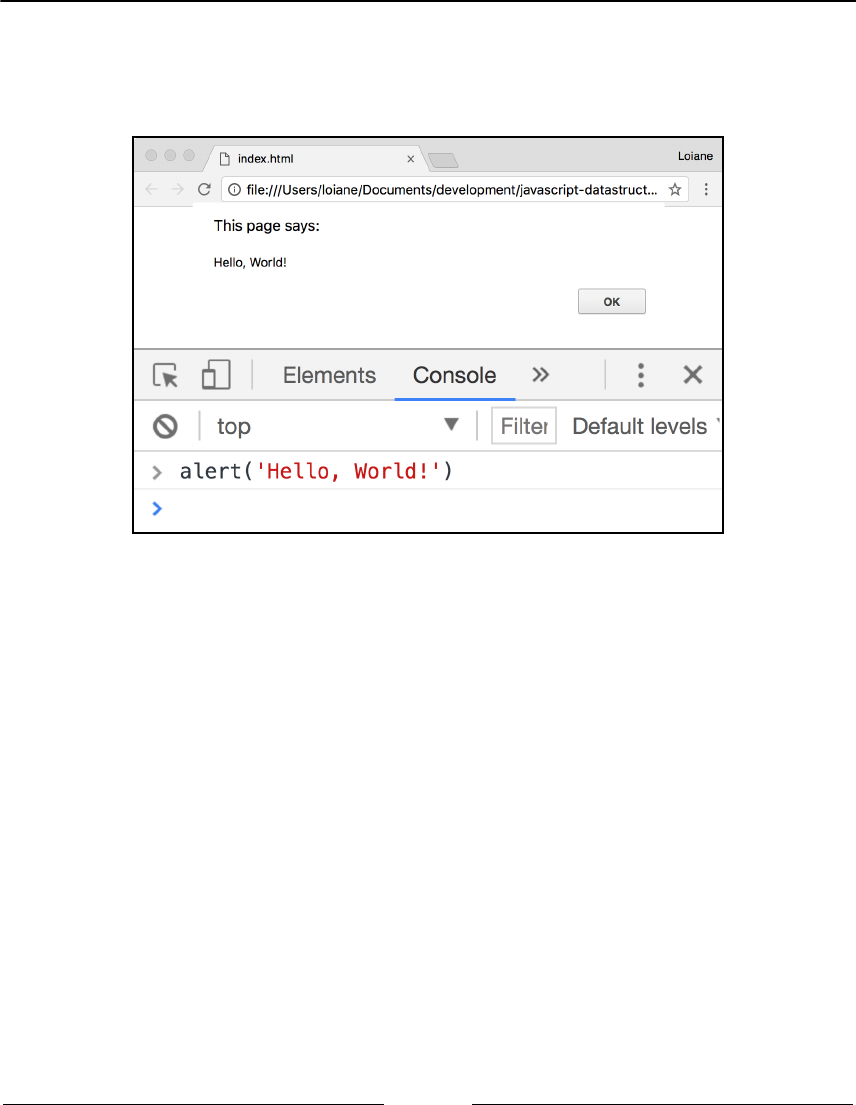 index.html
Loiane
file:///Users/loiane/Documents/development/javascript-datastruct...
This page says:
Hello, World!
OK
Elements Console
top Filter Default levels
alert('Hello, World!')